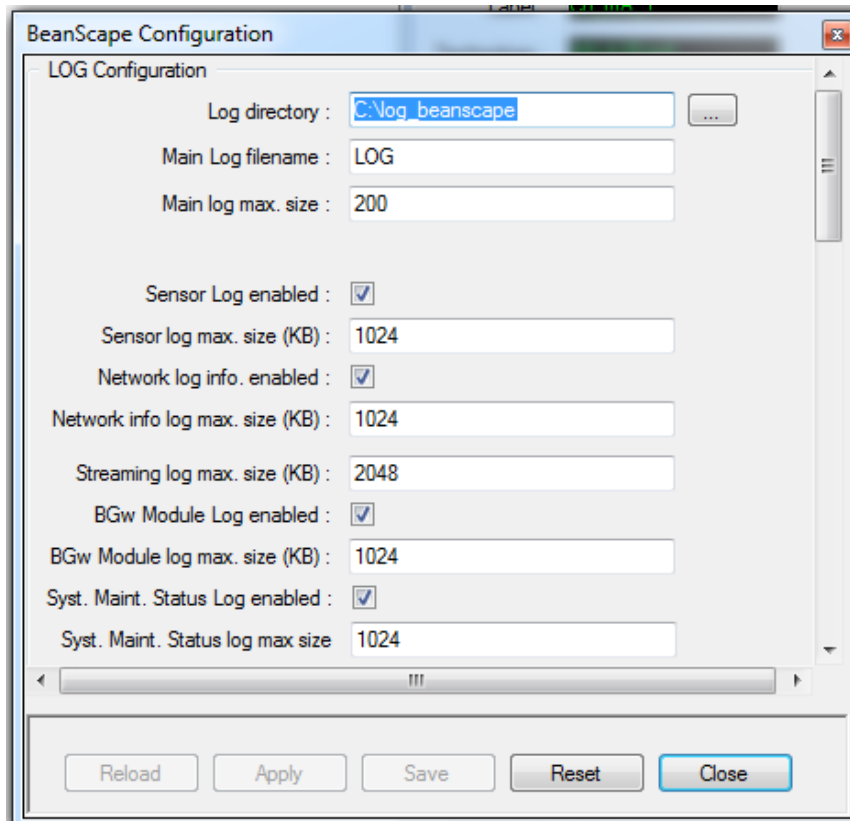 Label
BeanScape Configuration
LOG Configuration
Log directory : C:\log_beanscape ...
Main Log filename : LOG
Main log max. size : 200
Sensor Log enabled :
Sensor log max. size (KB) : 1024
Network log info. enabled :
Network info log max. size (KB) : 1024
Streaming log max. size (KB) : 2048
BGw Module Log enabled :
BGw Module log max. size (KB) : 1024
Syst. Maint. Status Log enabled :
Syst. Maint. Status log max size 1024
Reload Apply Save Reset Close